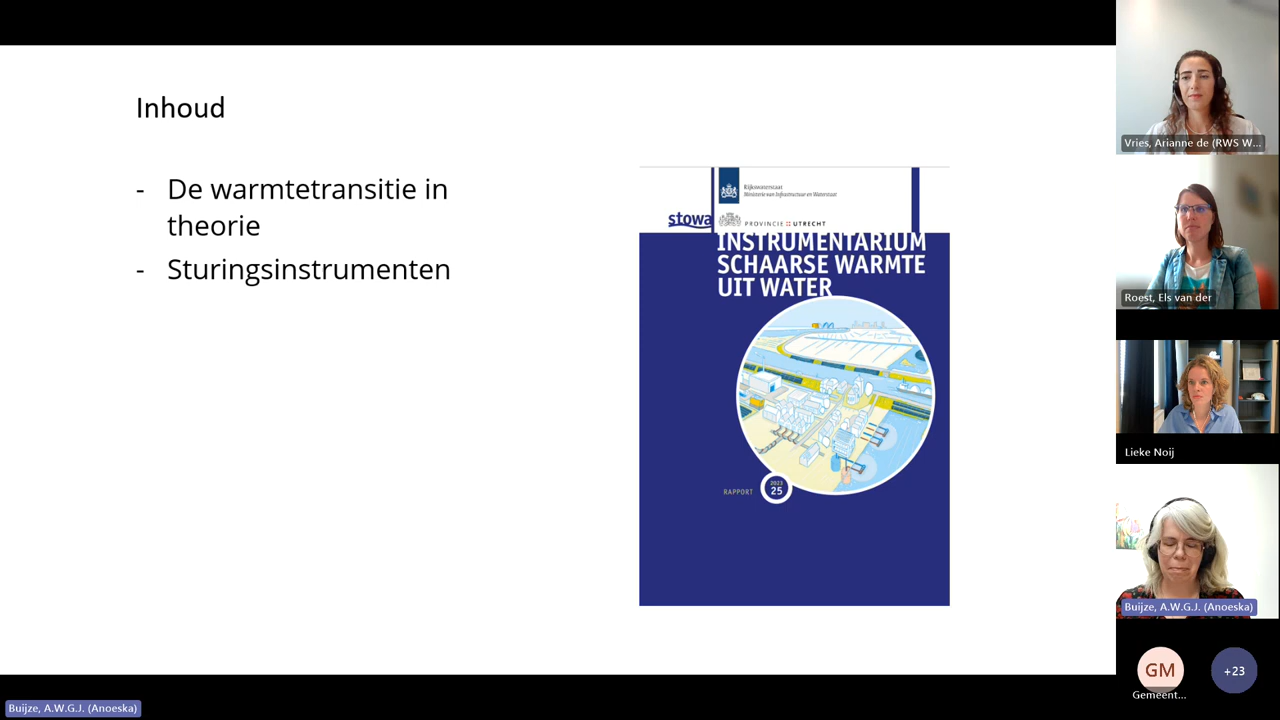 Inhoud
- De warmtetransitie in
theorie
- Sturingsinstrumenten
Rijkswaterstaat
Ministerie van Infrastructuur en Waterstaat
stowa
PROVINCIE UTRECHT
INSTRUMENTARIUM
SCHAARSE WARMTE
UIT WATER
RAPPORT
2023
25
Vries, Arianne de (RWS W...
Roest, Els van der
Lieke Noij
Buijze, A.W.G.J. (Anoeska)
GM
Gemeent...
+23
Buijze, A.W.G.J. (Anoeska)